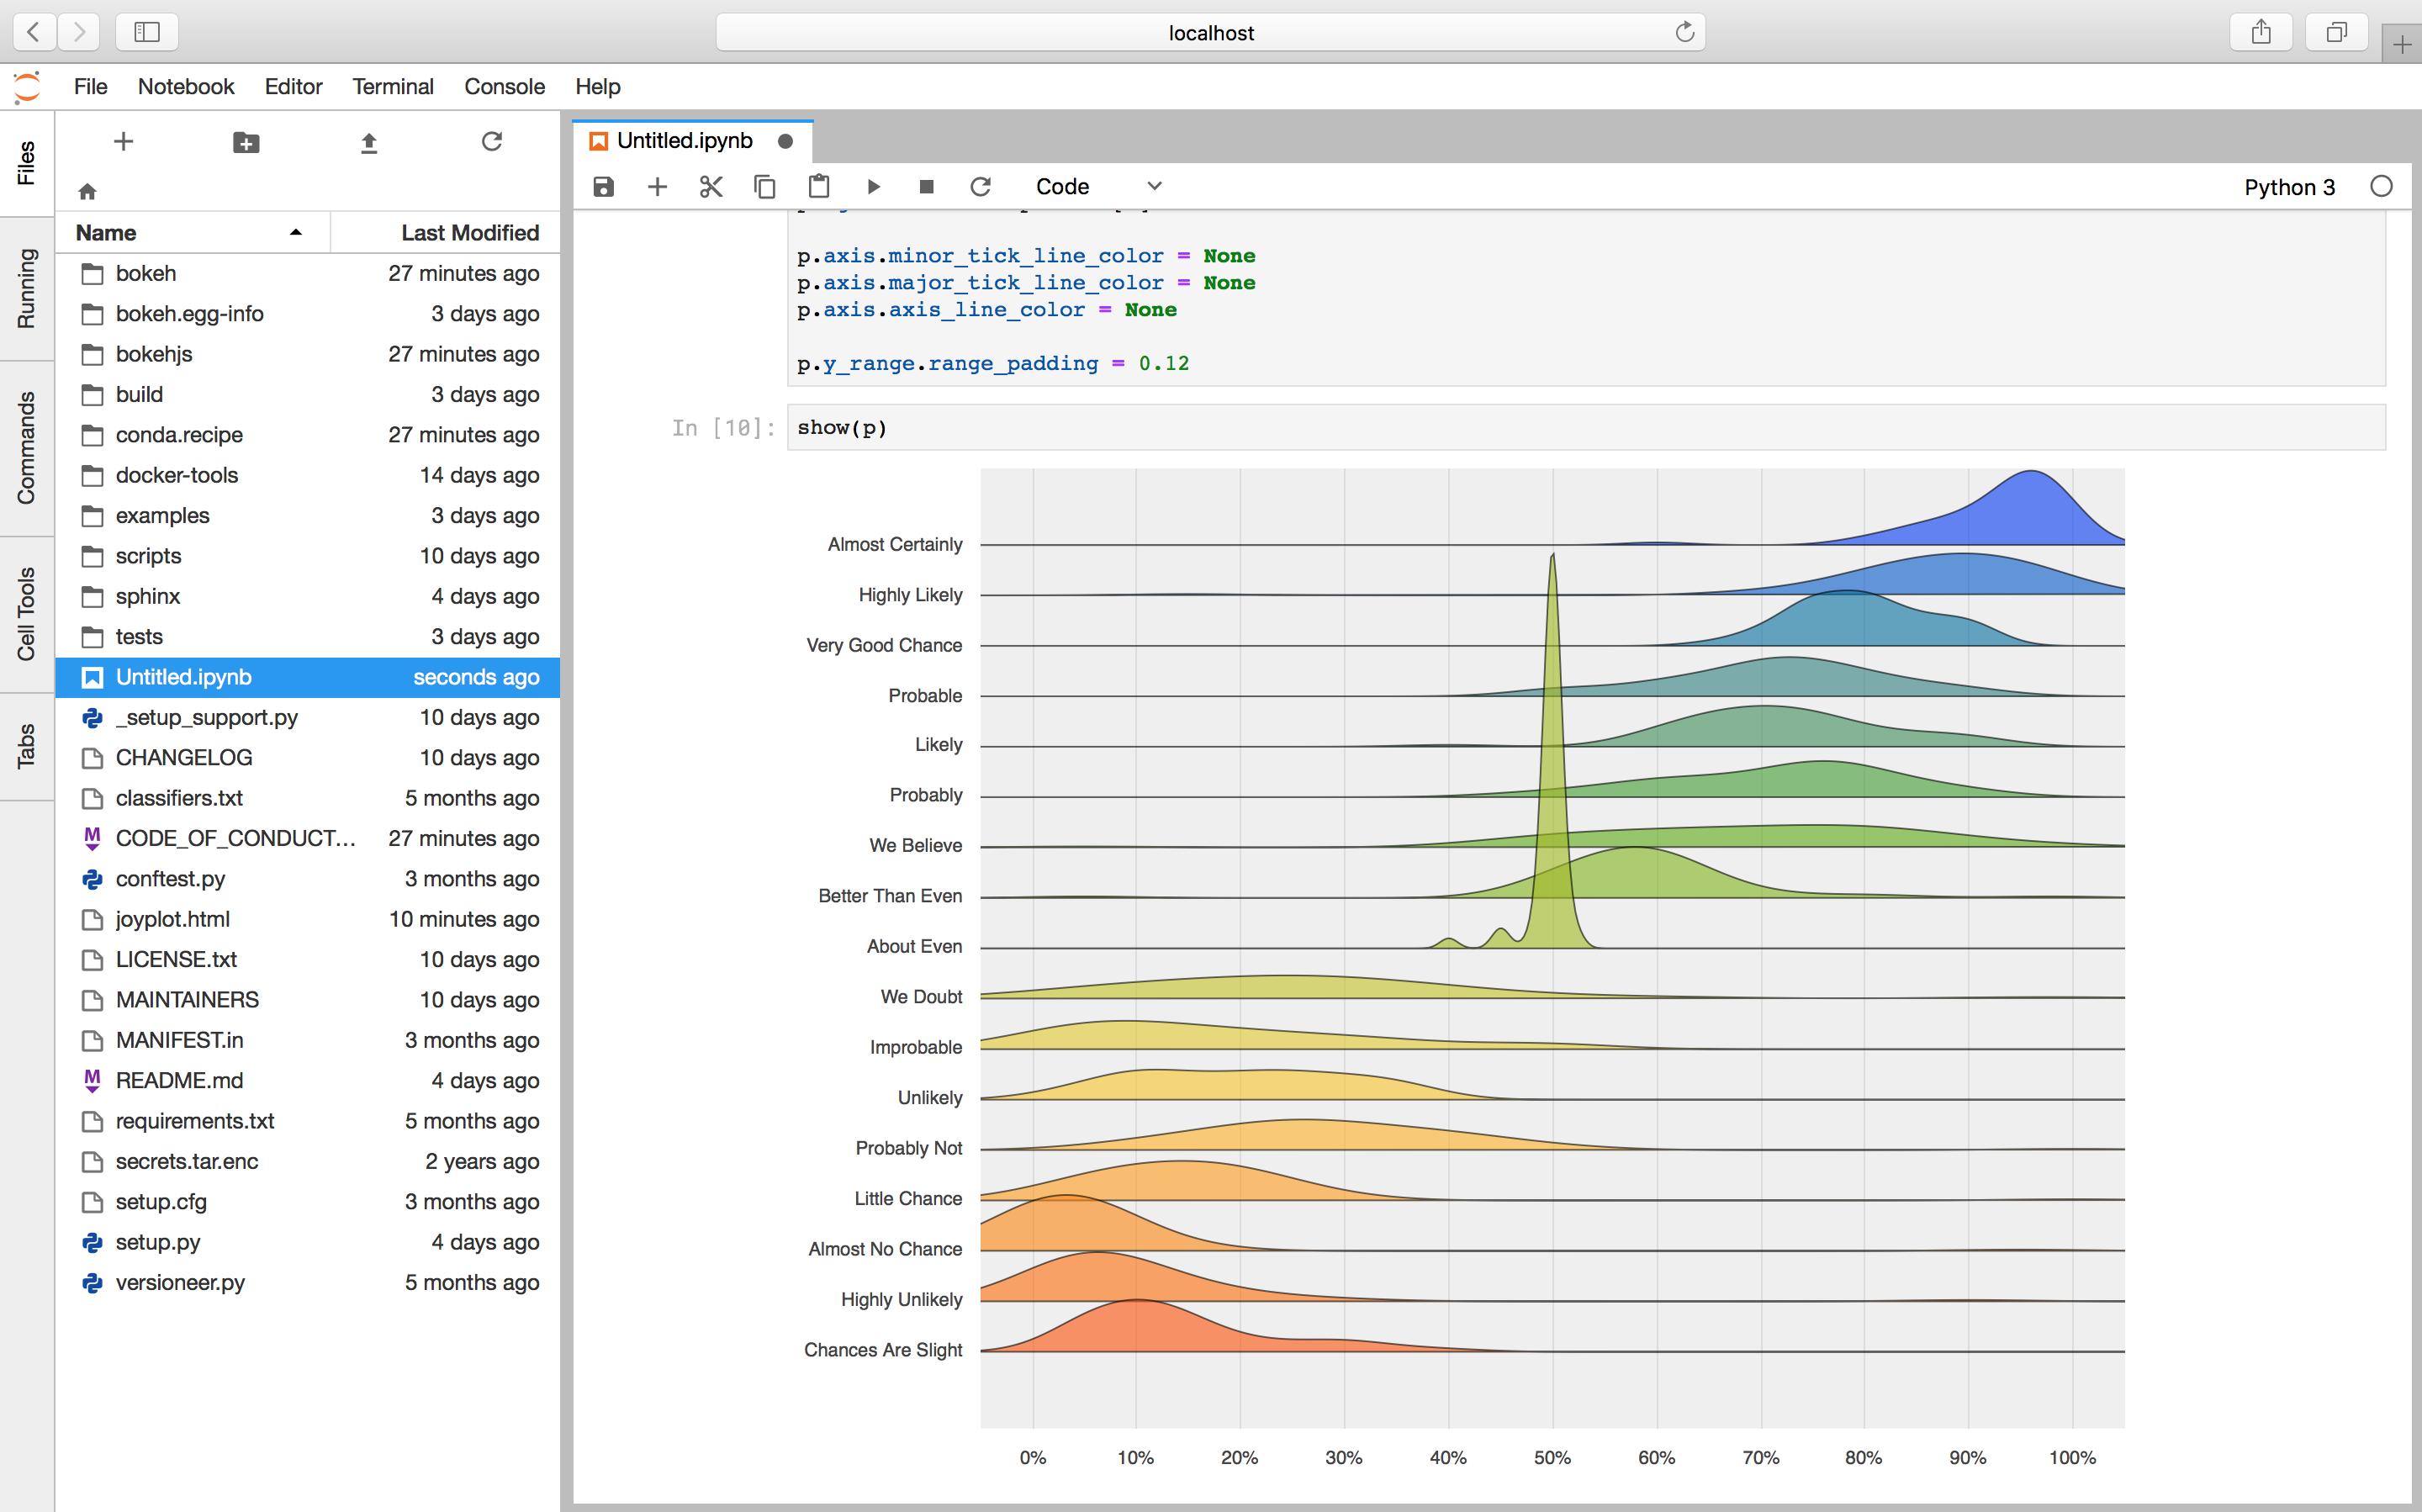 localhost
File Notebook Editor Terminal Console Help
Files
Running
Commands
Cell Tools
Tabs
Name Last Modified
bokeh 27 minutes ago
bokeh.egg-info 3 days ago
bokehjs 27 minutes ago
build 3 days ago
conda.recipe 27 minutes ago
docker-tools 14 days ago
examples 3 days ago
scripts 10 days ago
sphinx 4 days ago
tests 3 days ago
Untitled.ipynb seconds ago
_setup_support.py 10 days ago
CHANGELOG 10 days ago
classifiers.txt 5 months ago
M CODE_OF_CONDUCT... 27 minutes ago
conftest.py 3 months ago
joyplot.html 10 minutes ago
LICENSE.txt 10 days ago
MAINTAINERS 10 days ago
MANIFEST.in 3 months ago
M README.md 4 days ago
requirements.txt 5 months ago
secrets.tar.enc 2 years ago
setup.cfg 3 months ago
setup.py 4 days ago
versioneer.py 5 months ago
Untitled.ipynb
Code Python 3
p.axis.minor_tick_line_color = None
p.axis.major_tick_line_color = None
p.axis.axis_line_color = None
p.y_range.range_padding = 0.12
In [10]: show(p)
Almost Certainly
Highly Likely
Very Good Chance
Probable
Likely
Probably
We Believe
Better Than Even
About Even
We Doubt
Improbable
Unlikely
Probably Not
Little Chance
Almost No Chance
Highly Unlikely
Chances Are Slight
0% 10% 20% 30% 40% 50% 60% 70% 80% 90% 100%